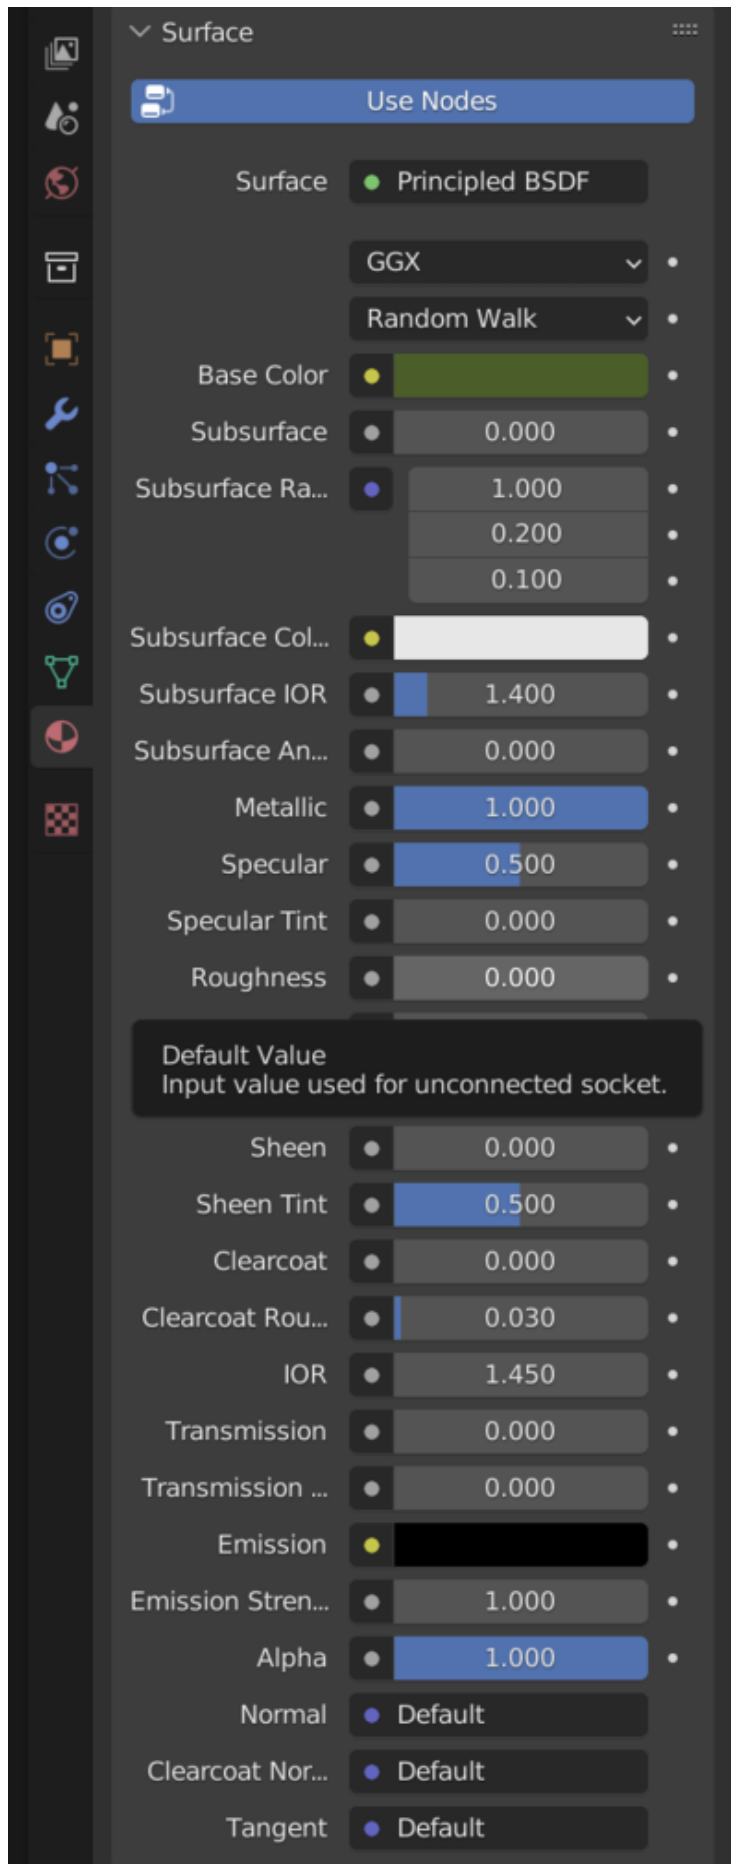 Surface
Use Nodes
Surface Principled BSDF
GGX
Random Walk
Base Color
Subsurface 0.000
Subsurface Ra... 1.000
0.200
0.100
Subsurface Col...
Subsurface IOR 1.400
Subsurface An... 0.000
Metallic 1.000
Specular 0.500
Specular Tint 0.000
Roughness 0.000
Default Value
Input value used for unconnected socket.
Sheen 0.000
Sheen Tint 0.500
Clearcoat 0.000
Clearcoat Rou... 0.030
IOR 1.450
Transmission 0.000
Transmission ... 0.000
Emission
Emission Stren... 1.000
Alpha 1.000
Normal Default
Clearcoat Nor... Default
Tangent Default